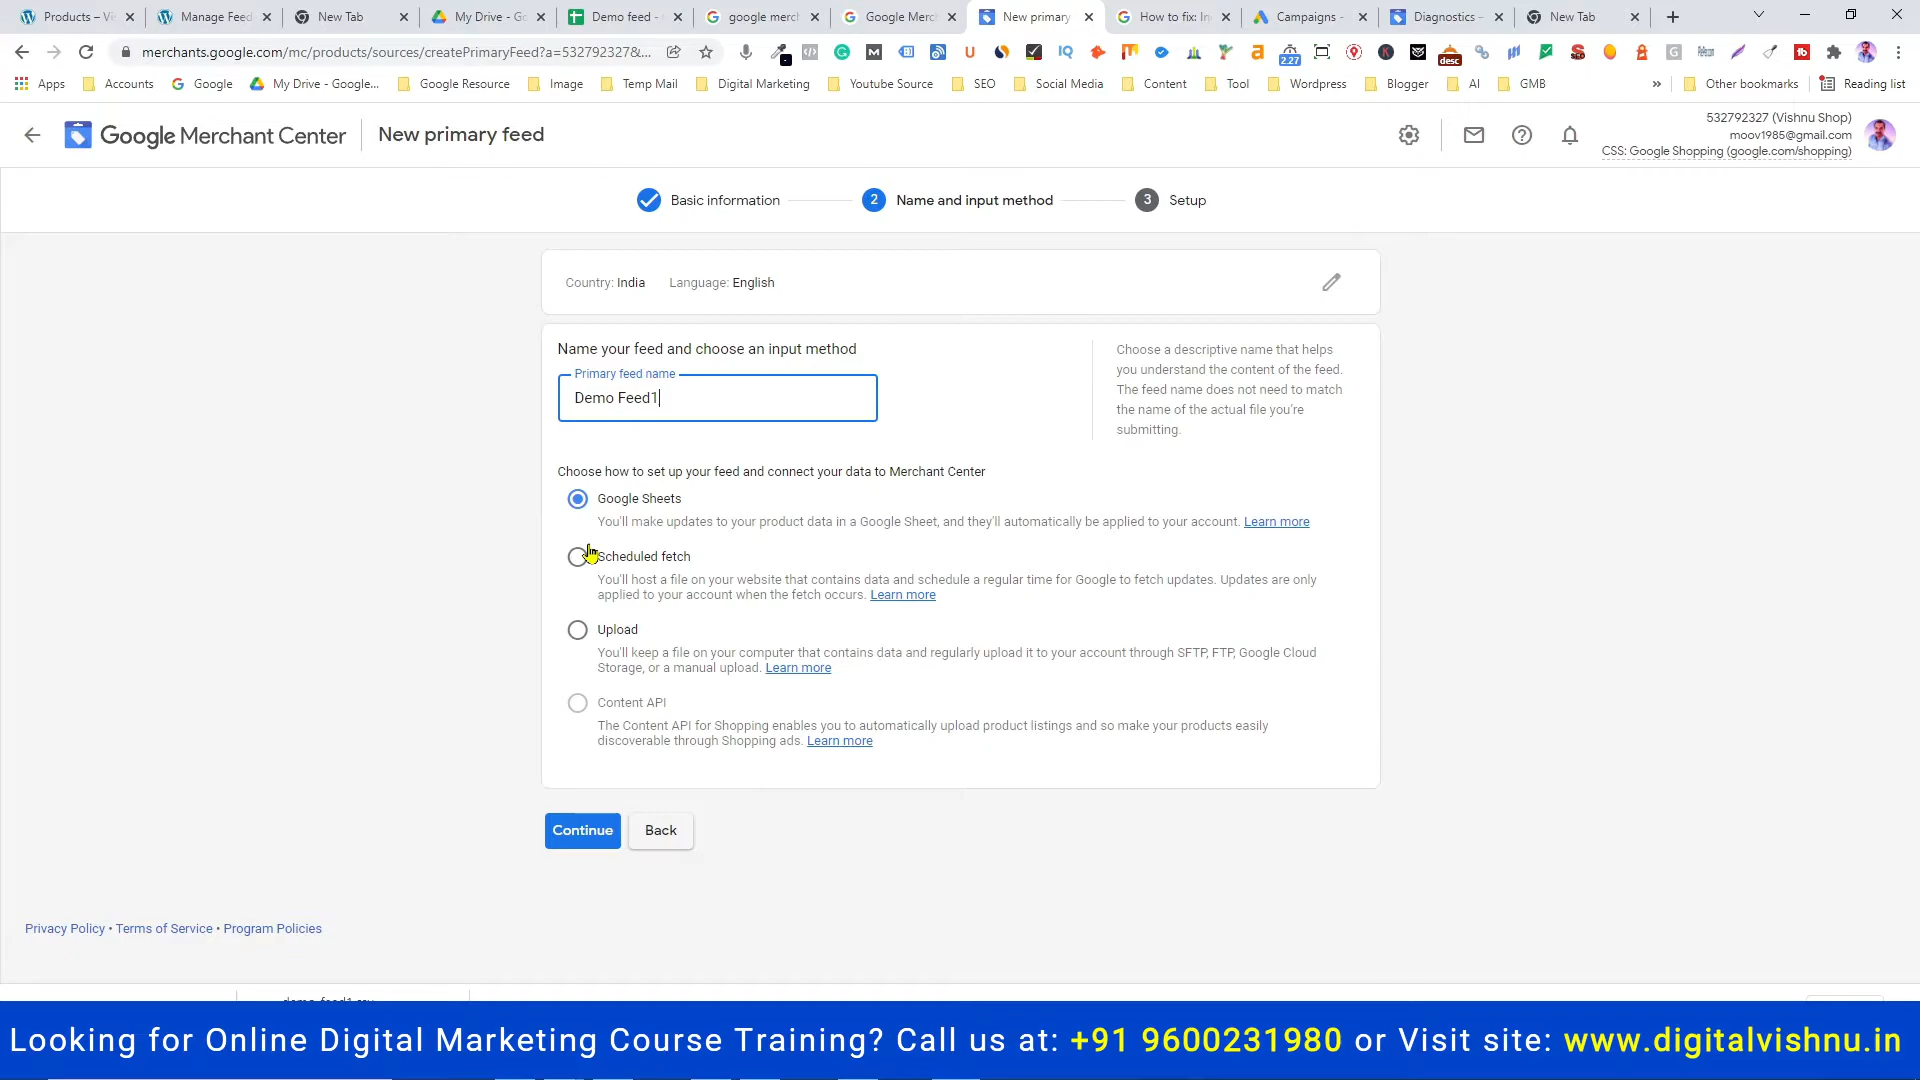 Products – Vi
Manage Feed
New Tab
My Drive - Go
Demo feed -
google merch
Google Merc
New primary
How to fix: In
Campaigns -
Diagnostics -
New Tab
merchants.google.com/mc/products/sources/createPrimaryFeed?a=532792327&...
2.27
desc
Apps
Accounts
Google
My Drive - Google...
Google Resource
Image
Temp Mail
Digital Marketing
Youtube Source
SEO
Social Media
Content
Tool
Wordpress
Blogger
AI
GMB
»
Other bookmarks
Reading list
Google Merchant Center
New primary feed
532792327 (Vishnu Shop)
moov1985@gmail.com
CSS: Google Shopping (google.com/shopping)
Basic information
2 Name and input method
3 Setup
Country: India Language: English
Name your feed and choose an input method
Primary feed name
Demo Feed1
Choose a descriptive name that helps
you understand the content of the feed.
The feed name does not need to match
the name of the actual file you're
submitting.
Choose how to set up your feed and connect your data to Merchant Center
Google Sheets
You'll make updates to your product data in a Google Sheet, and they'll automatically be applied to your account. Learn more
Scheduled fetch
You'll host a file on your website that contains data and schedule a regular time for Google to fetch updates. Updates are only
applied to your account when the fetch occurs. Learn more
Upload
You'll keep a file on your computer that contains data and regularly upload it to your account through SFTP, FTP, Google Cloud
Storage, or a manual upload. Learn more
Content API
The Content API for Shopping enables you to automatically upload product listings and so make your products easily
discoverable through Shopping ads. Learn more
Continue
Back
Privacy Policy • Terms of Service • Program Policies
Looking for Online Digital Marketing Course Training? Call us at: +91 9600231980 or Visit site: www.digitalvishnu.in